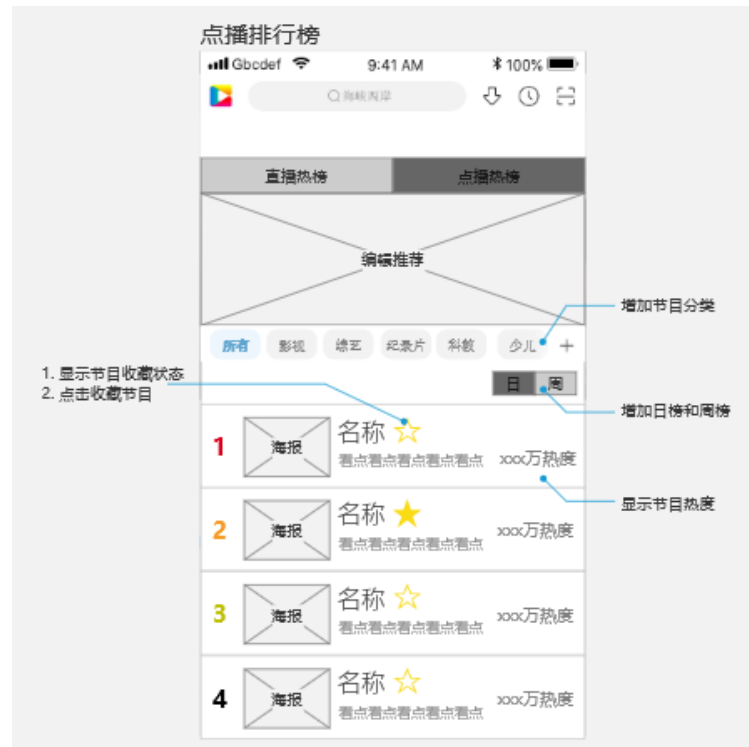 点播排行榜
Gbcdef 9:41 AM 100%
海峡两岸
直播热榜 点播热榜
编辑推荐
增加节目分类
所有 影视 综艺 纪录片 科教 少儿 +
1. 显示节目收藏状态
2. 点击收藏节目
日 周
增加日榜和周榜
1 海报 名称
看点看点看点看点看点 xxx万热度
显示节目热度
2 海报 名称
看点看点看点看点看点 xxx万热度
3 海报 名称
看点看点看点看点看点 xxx万热度
4 海报 名称
看点看点看点看点看点 xxx万热度